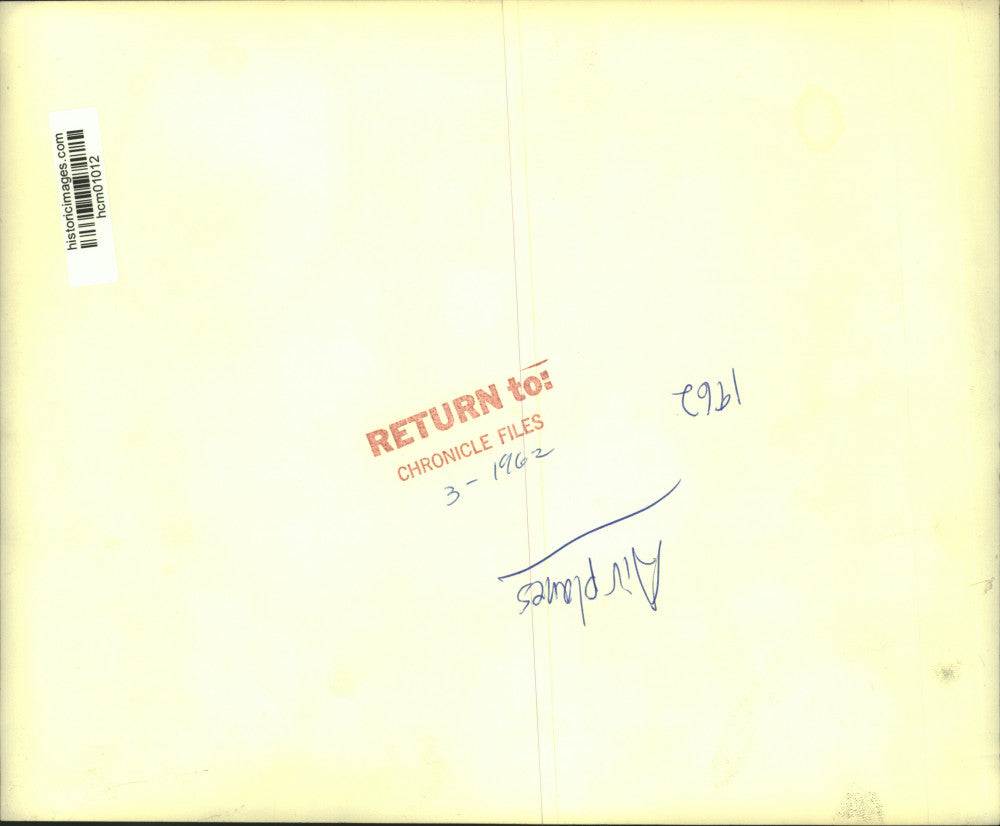 historicimages.com
hcm01012
RETURN to:
CHRONICLE FILES
3-1962
Airplanes
1962